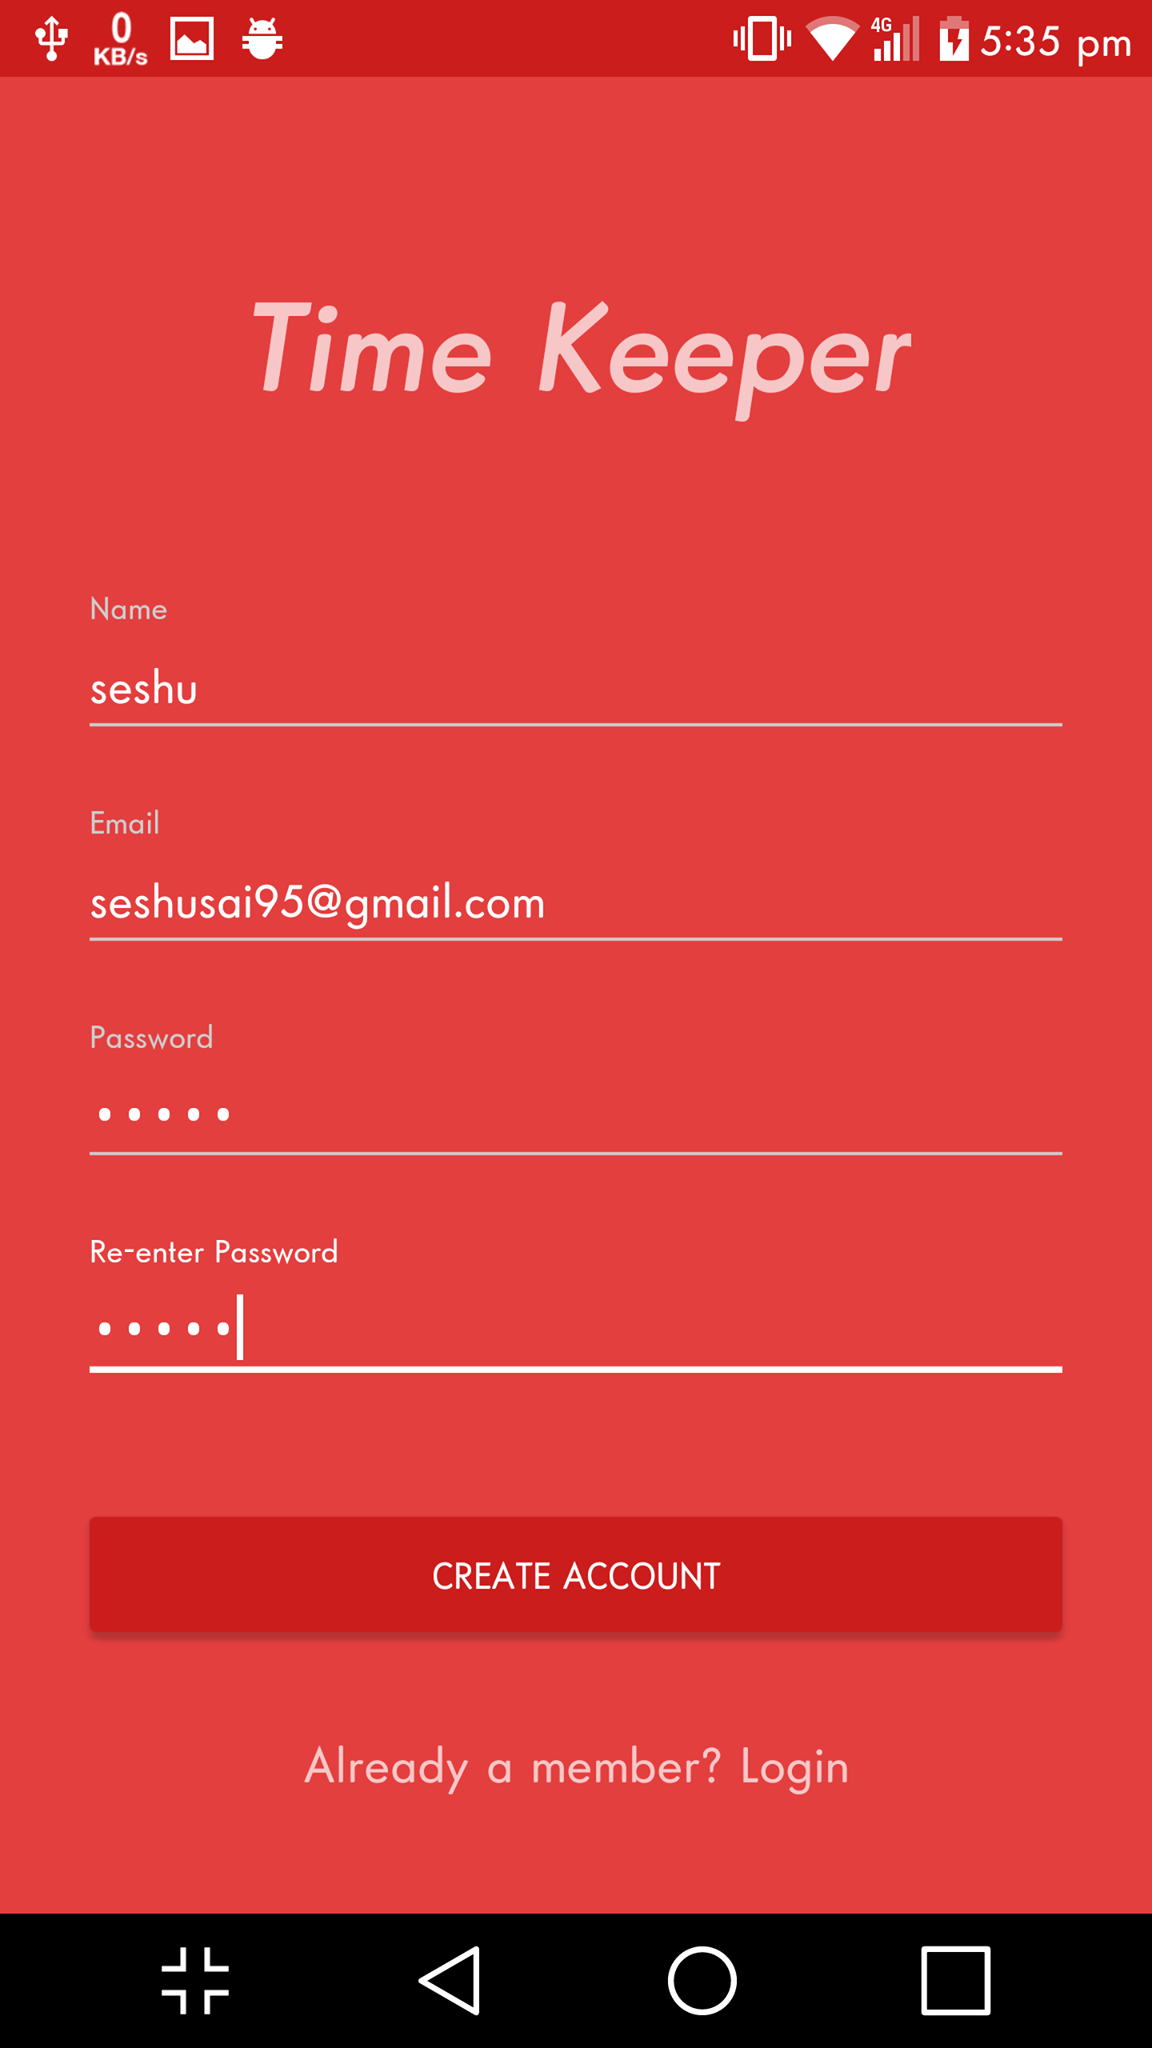 0
KB/s
4G
5:35 pm
Time Keeper
Name
seshu
Email
seshusai95@gmail.com
Password
•••••
Re-enter Password
•••••
CREATE ACCOUNT
Already a member? Login